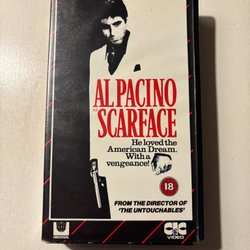 AL PACINO
SCARFACE
He loved the
American Dream.
With a
vengeance!
18
FROM THE DIRECTOR OF
'THE UNTOUCHABLES'
UNIVERSAL
CIC
VIDEO